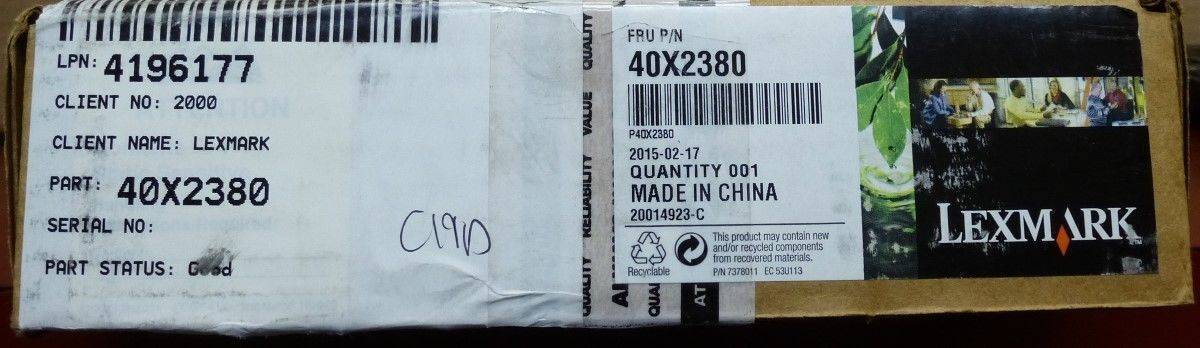 LPN: 4196177
CLIENT NO: 2000
CLIENT NAME: LEXMARK
PART: 40X2380
SERIAL NO:
PART STATUS: Good
C19D
QUALITY RELIABILITY VALUE QUALITY
QUAL
AT
FRU P/N
40X2380
P40X2380
2015-02-17
QUANTITY 001
MADE IN CHINA
20014923-C
Recyclable
This product may contain new
and/or recycled components
from recovered materials.
P/N 7378011 EC 53U113
LEXMARK